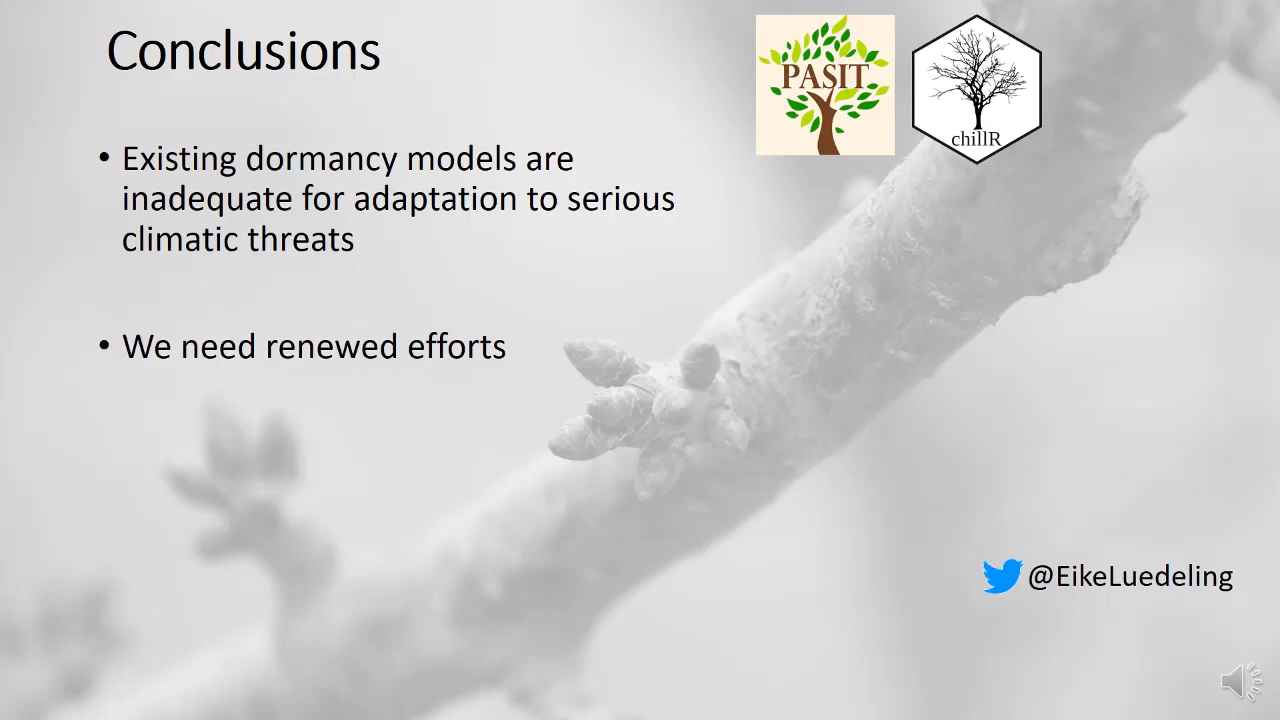 Conclusions
PASIT
chillR
• Existing dormancy models are
inadequate for adaptation to serious
climatic threats
• We need renewed efforts
@EikeLuedeling